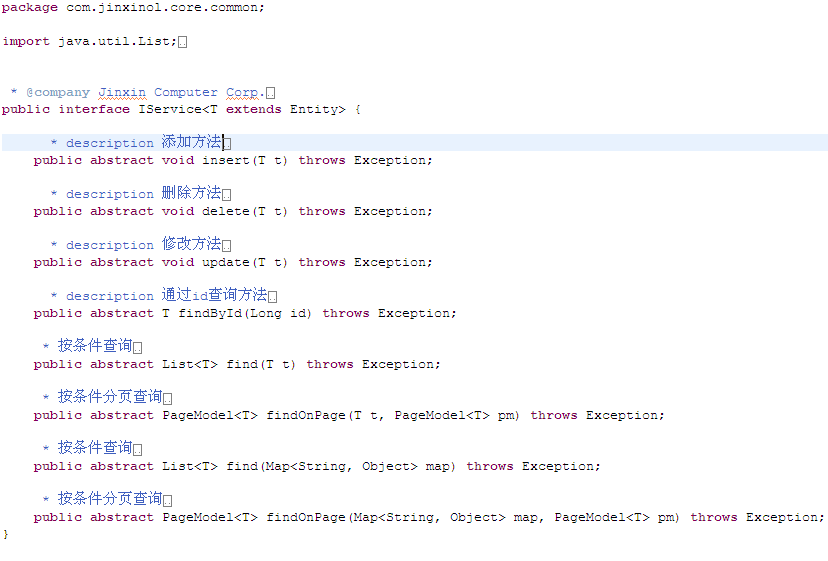 package com.jinxinol.core.common;
import java.util.List;
* @company Jinxin Computer Corp.
public interface IService<T extends Entity> {
* description 添加方法
public abstract void insert(T t) throws Exception;
* description 删除方法
public abstract void delete(T t) throws Exception;
* description 修改方法
public abstract void update(T t) throws Exception;
* description 通过id查询方法
public abstract T findById(Long id) throws Exception;
* 按条件查询
public abstract List<T> find(T t) throws Exception;
* 按条件分页查询
public abstract PageModel<T> findOnPage(T t, PageModel<T> pm) throws Exception;
* 按条件查询
public abstract List<T> find(Map<String, Object> map) throws Exception;
* 按条件分页查询
public abstract PageModel<T> findOnPage(Map<String, Object> map, PageModel<T> pm) throws Exception;
}